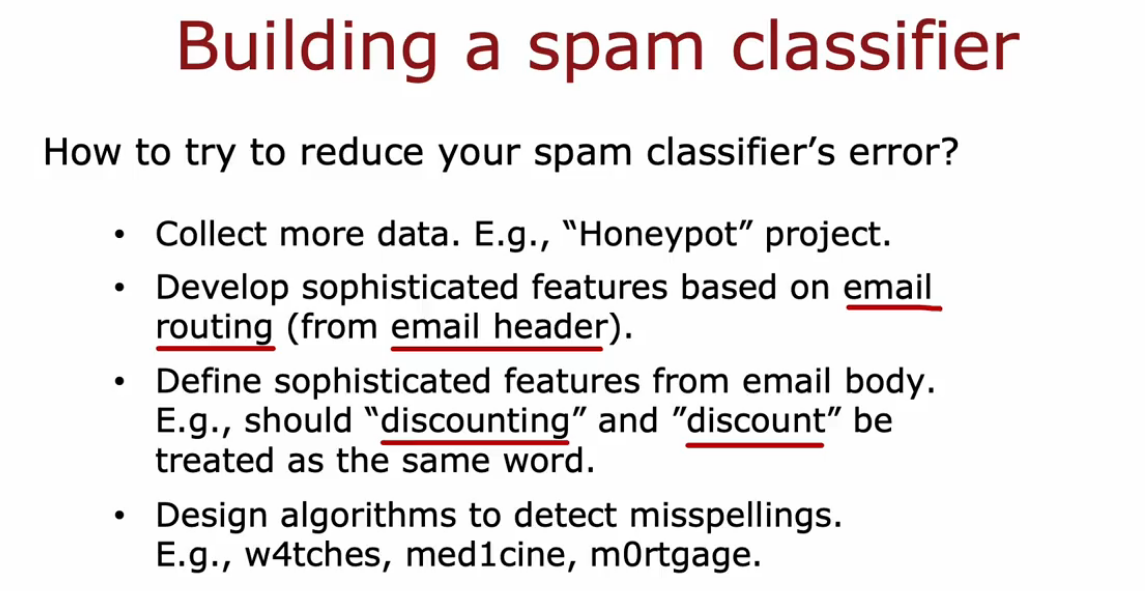 Building a spam classifier
How to try to reduce your spam classifier's error?
• Collect more data. E.g., “Honeypot” project.
• Develop sophisticated features based on email
routing (from email header).
• Define sophisticated features from email body.
E.g., should “discounting” and ”discount” be
treated as the same word.
• Design algorithms to detect misspellings.
E.g., w4tches, med1cine, m0rtgage.